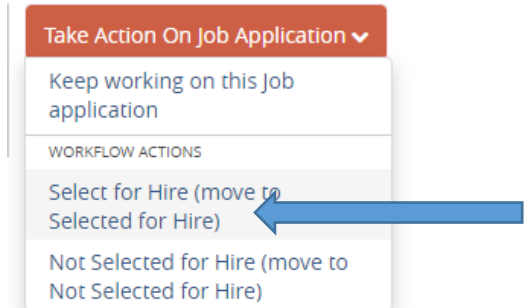 Take Action On Job Application
Keep working on this Job
application
WORKFLOW ACTIONS
Select for Hire (move to
Selected for Hire)
Not Selected for Hire (move to
Not Selected for Hire)